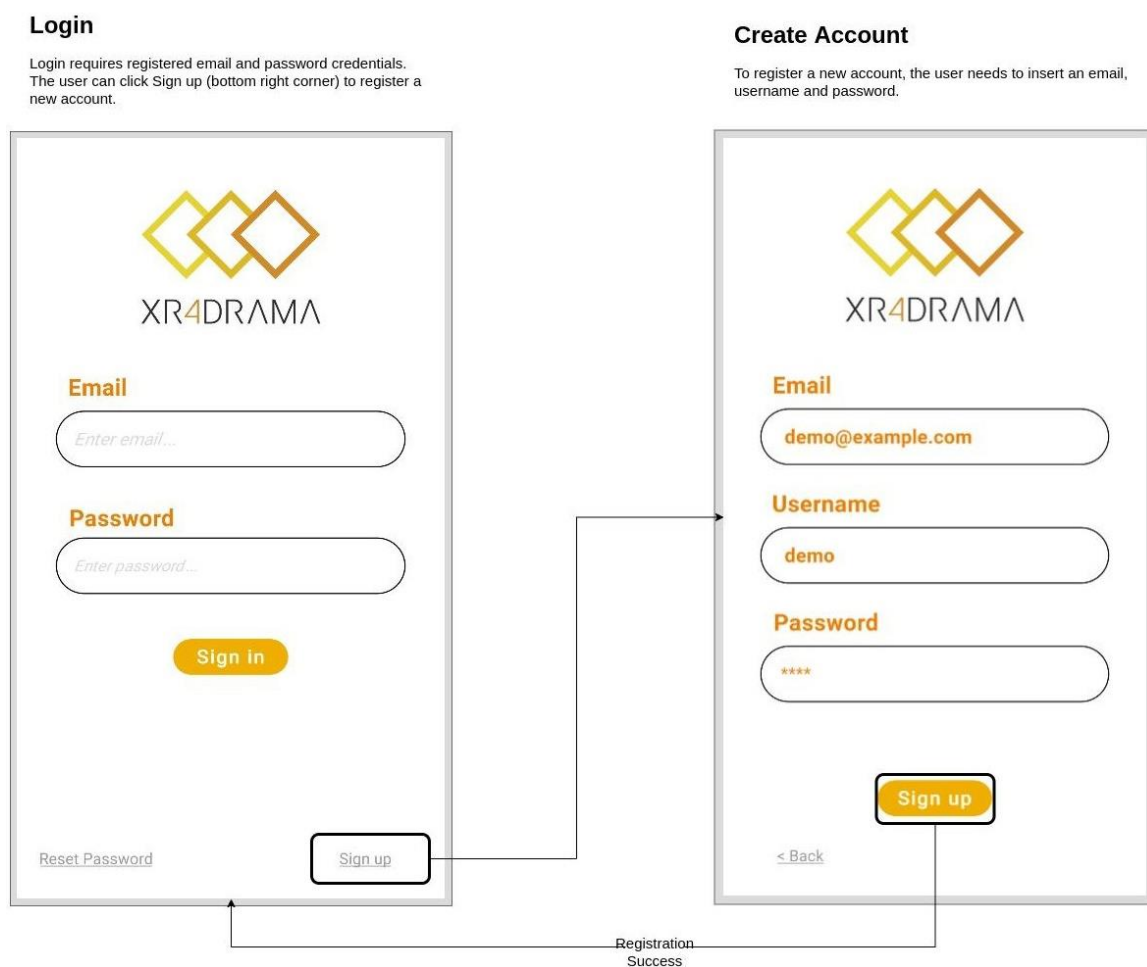 Login
Login requires registered email and password credentials.
The user can click Sign up (bottom right corner) to register a
new account.
XR4DRAMA
Email
Enter email...
Password
Enter password...
Sign in
Reset Password
Sign up
Create Account
To register a new account, the user needs to insert an email,
username and password.
XR4DRAMA
Email
demo@example.com
Username
demo
Password
****
Sign up
< Back
Registration
Success